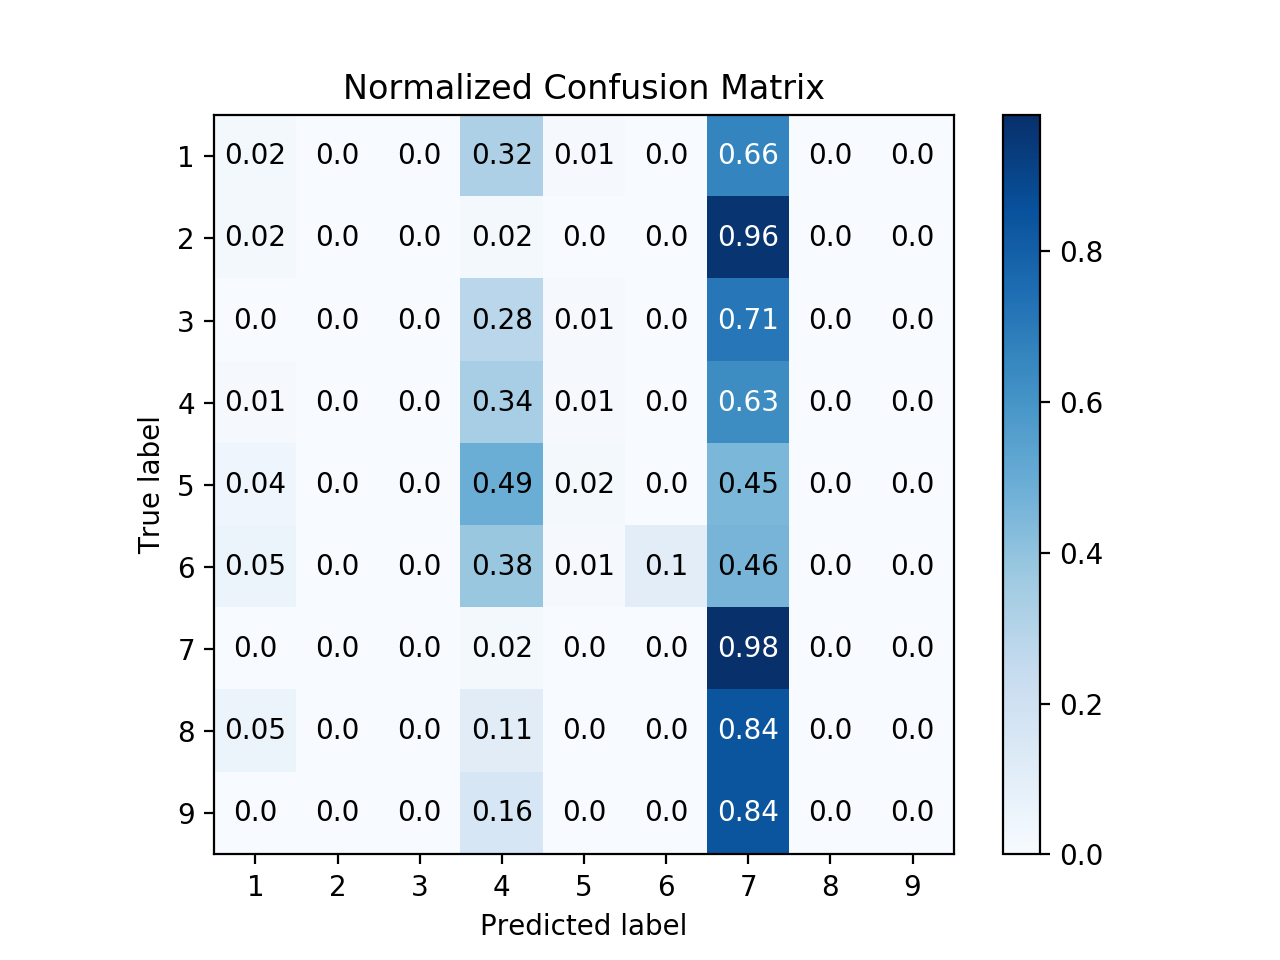 Normalized Confusion Matrix
1 0.02 0.0 0.0 0.32 0.01 0.0 0.66 0.0 0.0
2 0.02 0.0 0.0 0.02 0.0 0.0 0.96 0.0 0.0
3 0.0 0.0 0.0 0.28 0.01 0.0 0.71 0.0 0.0
4 0.01 0.0 0.0 0.34 0.01 0.0 0.63 0.0 0.0
5 0.04 0.0 0.0 0.49 0.02 0.0 0.45 0.0 0.0
6 0.05 0.0 0.0 0.38 0.01 0.1 0.46 0.0 0.0
7 0.0 0.0 0.0 0.02 0.0 0.0 0.98 0.0 0.0
8 0.05 0.0 0.0 0.11 0.0 0.0 0.84 0.0 0.0
9 0.0 0.0 0.0 0.16 0.0 0.0 0.84 0.0 0.0
1 2 3 4 5 6 7 8 9
Predicted label
True label
0.8
0.6
0.4
0.2
0.0